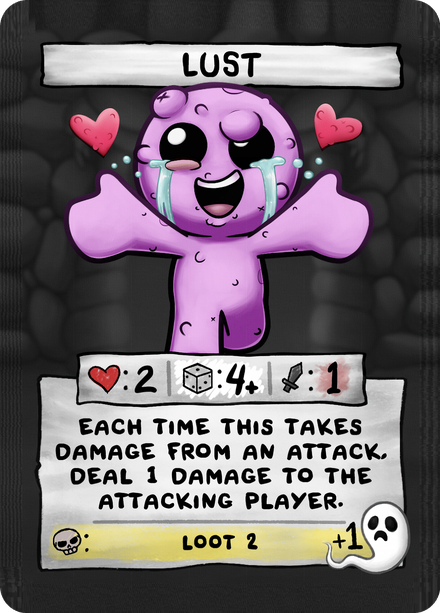 LUST
:2 :4+ :1
EACH TIME THIS TAKES
DAMAGE FROM AN ATTACK,
DEAL 1 DAMAGE TO THE
ATTACKING PLAYER.
: LOOT 2 +1